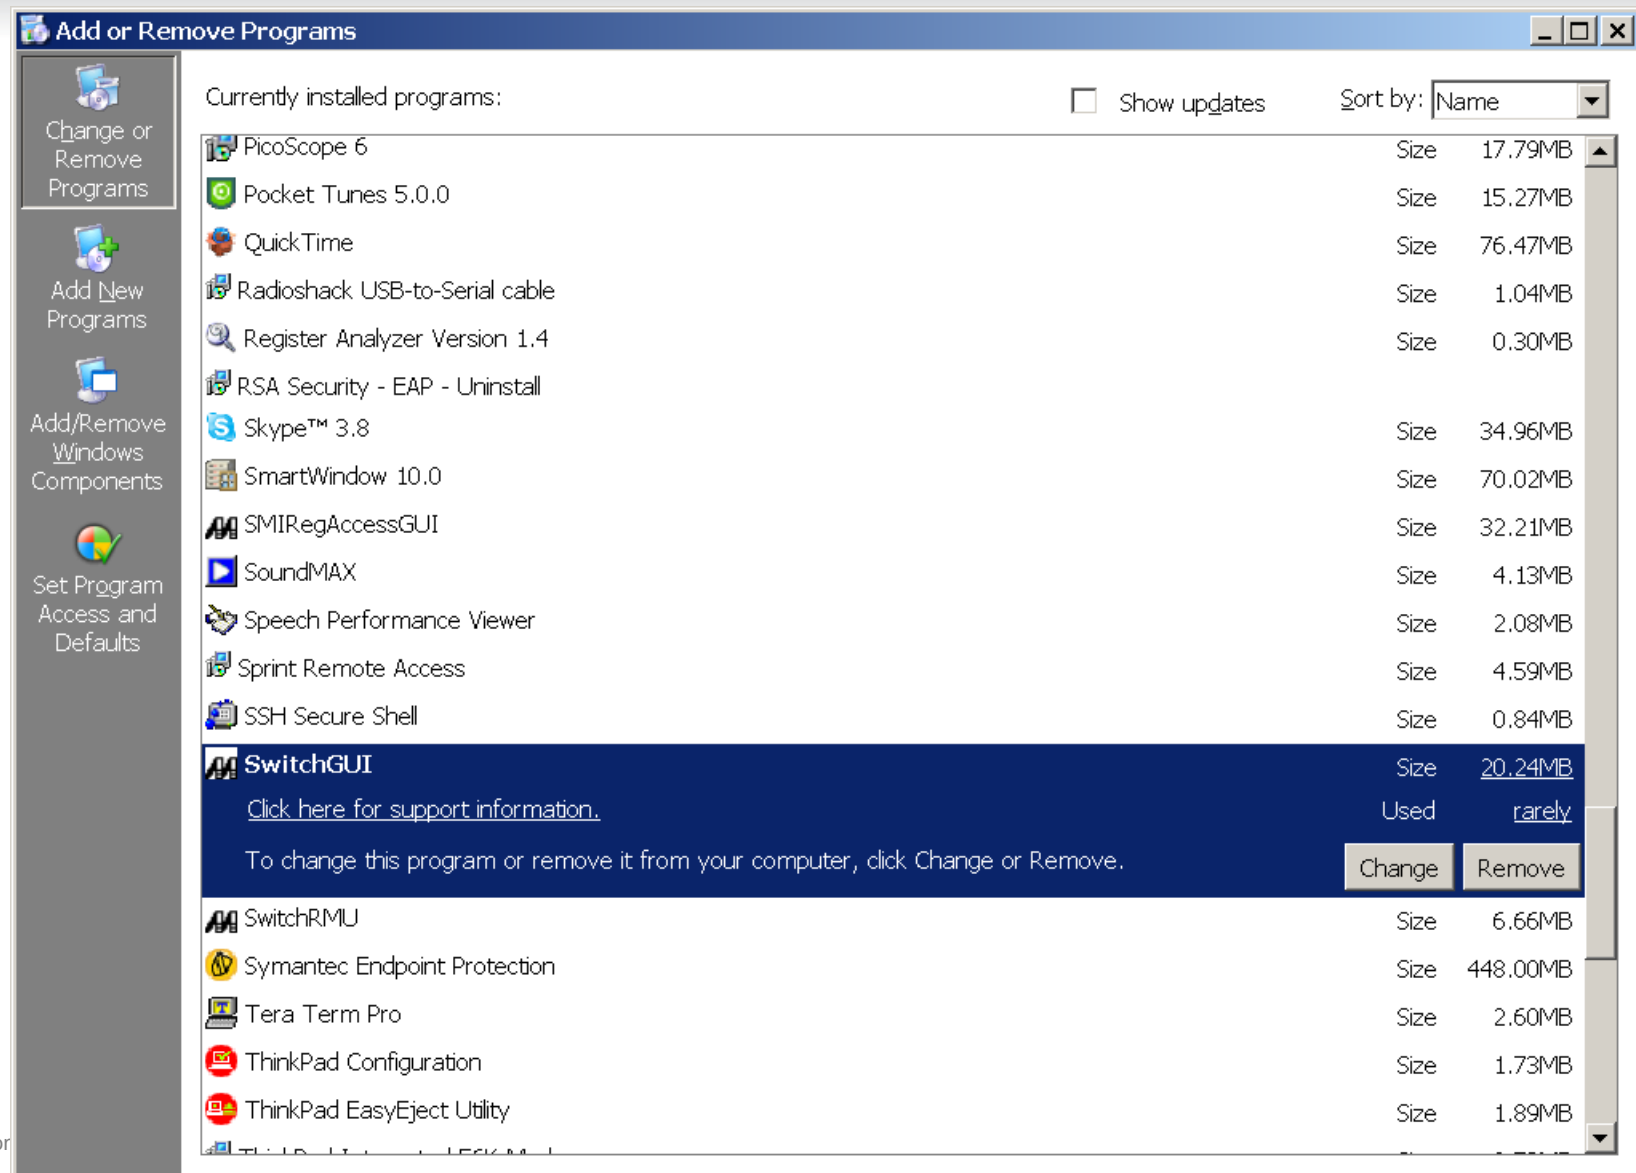 Add or Remove Programs
Change or
Remove
Programs
Add New
Programs
Add/Remove
Windows
Components
Set Program
Access and
Defaults
Currently installed programs:
Show updates
Sort by: Name
PicoScope 6 Size 17.79MB
Pocket Tunes 5.0.0 Size 15.27MB
QuickTime Size 76.47MB
Radioshack USB-to-Serial cable Size 1.04MB
Register Analyzer Version 1.4 Size 0.30MB
RSA Security - EAP - Uninstall
Skype™ 3.8 Size 34.96MB
SmartWindow 10.0 Size 70.02MB
SMIRegAccessGUI Size 32.21MB
SoundMAX Size 4.13MB
Speech Performance Viewer Size 2.08MB
Sprint Remote Access Size 4.59MB
SSH Secure Shell Size 0.84MB
SwitchGUI Size 20.24MB
Click here for support information. Used rarely
To change this program or remove it from your computer, click Change or Remove. Change Remove
SwitchRMU Size 6.66MB
Symantec Endpoint Protection Size 448.00MB
Tera Term Pro Size 2.60MB
ThinkPad Configuration Size 1.73MB
ThinkPad EasyEject Utility Size 1.89MB